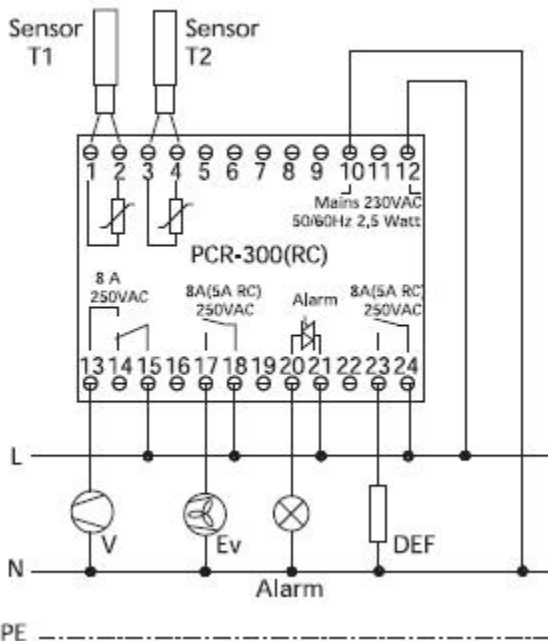 Sensor T1
Sensor T2
1 2 3 4 5 6 7 8 9 10 11 12
Mains 230VAC
50/60Hz 2,5 Watt
PCR-300(RC)
8 A
250VAC
8A(5A RC)
250VAC
Alarm
8A(5A RC)
250VAC
13 14 15 16 17 18 19 20 21 22 23 24
L
V
Ev
DEF
N
Alarm
PE